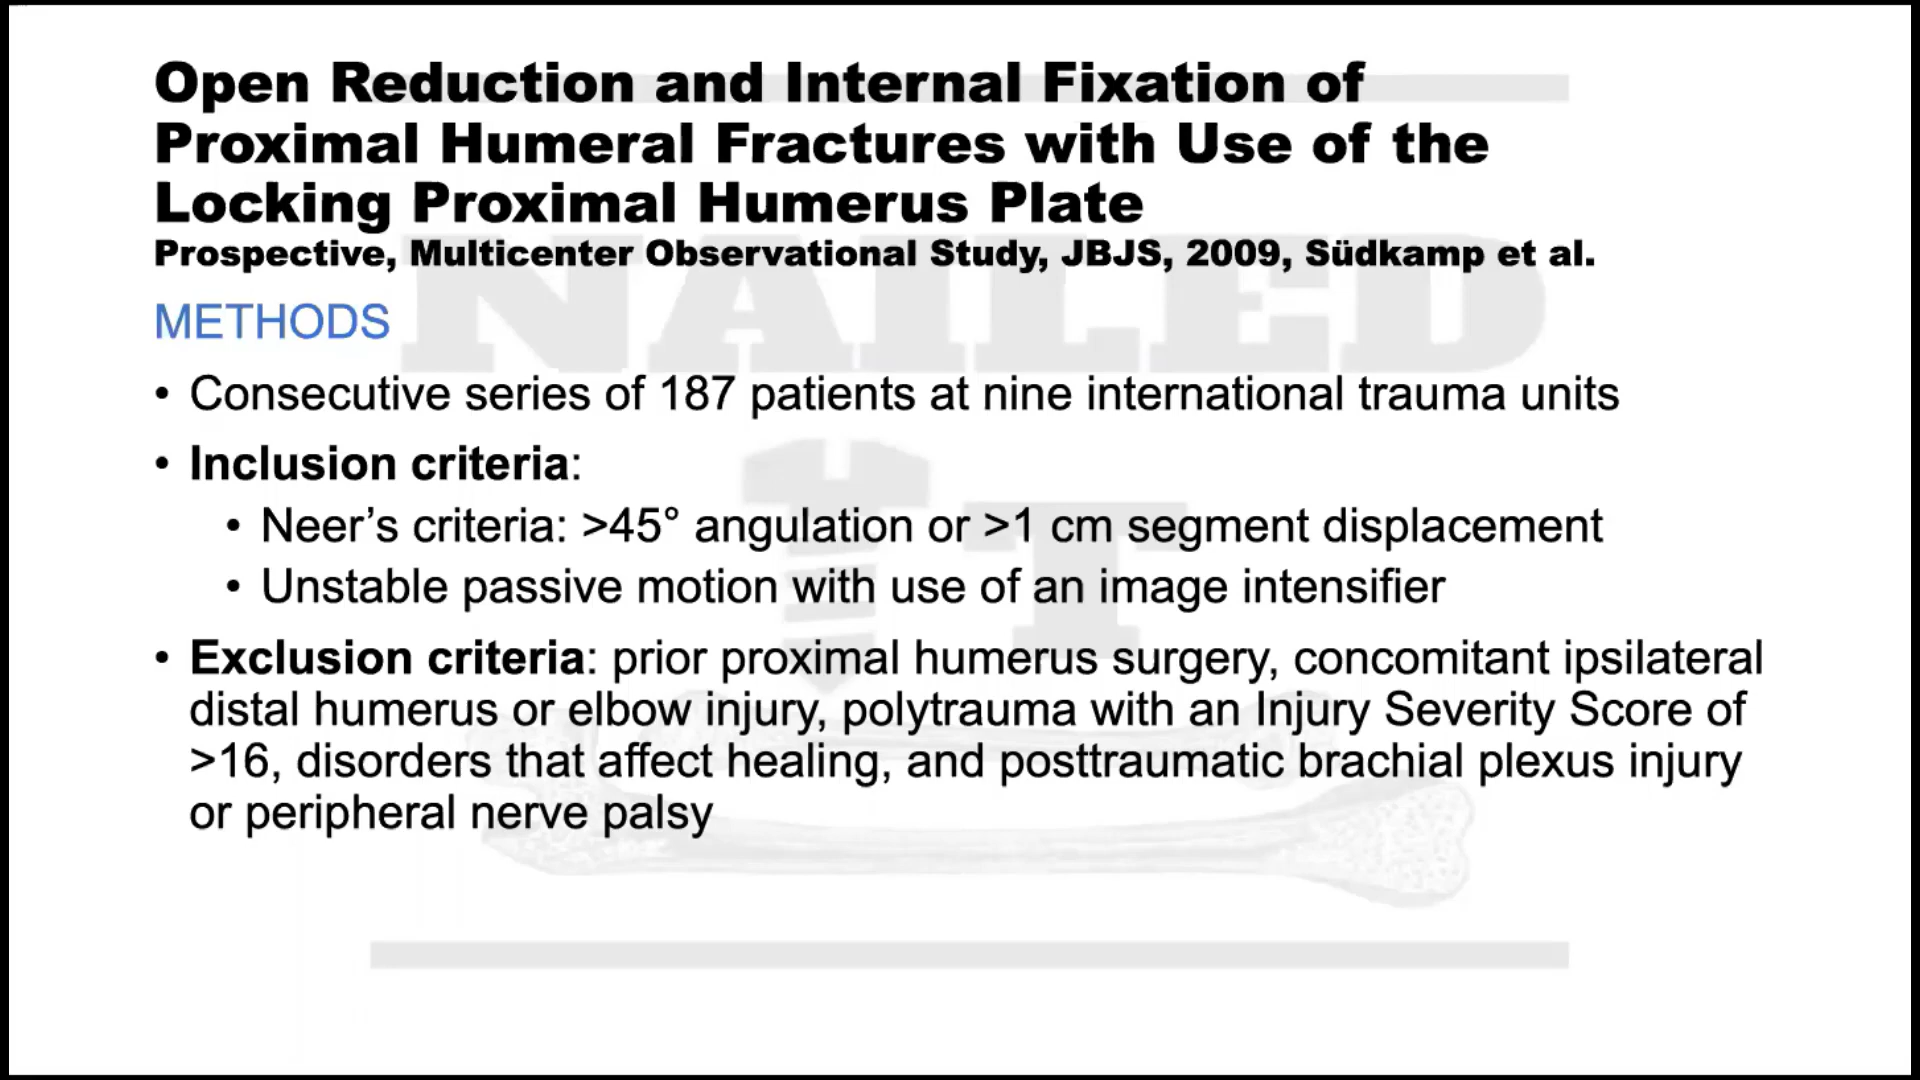 Open Reduction and Internal Fixation of
Proximal Humeral Fractures with Use of the
Locking Proximal Humerus Plate
Prospective, Multicenter Observational Study, JBJS, 2009, Südkamp et al.
METHODS
• Consecutive series of 187 patients at nine international trauma units
• Inclusion criteria:
• Neer’s criteria: >45° angulation or >1 cm segment displacement
• Unstable passive motion with use of an image intensifier
• Exclusion criteria: prior proximal humerus surgery, concomitant ipsilateral
distal humerus or elbow injury, polytrauma with an Injury Severity Score of
>16, disorders that affect healing, and posttraumatic brachial plexus injury
or peripheral nerve palsy
NAILED
IT